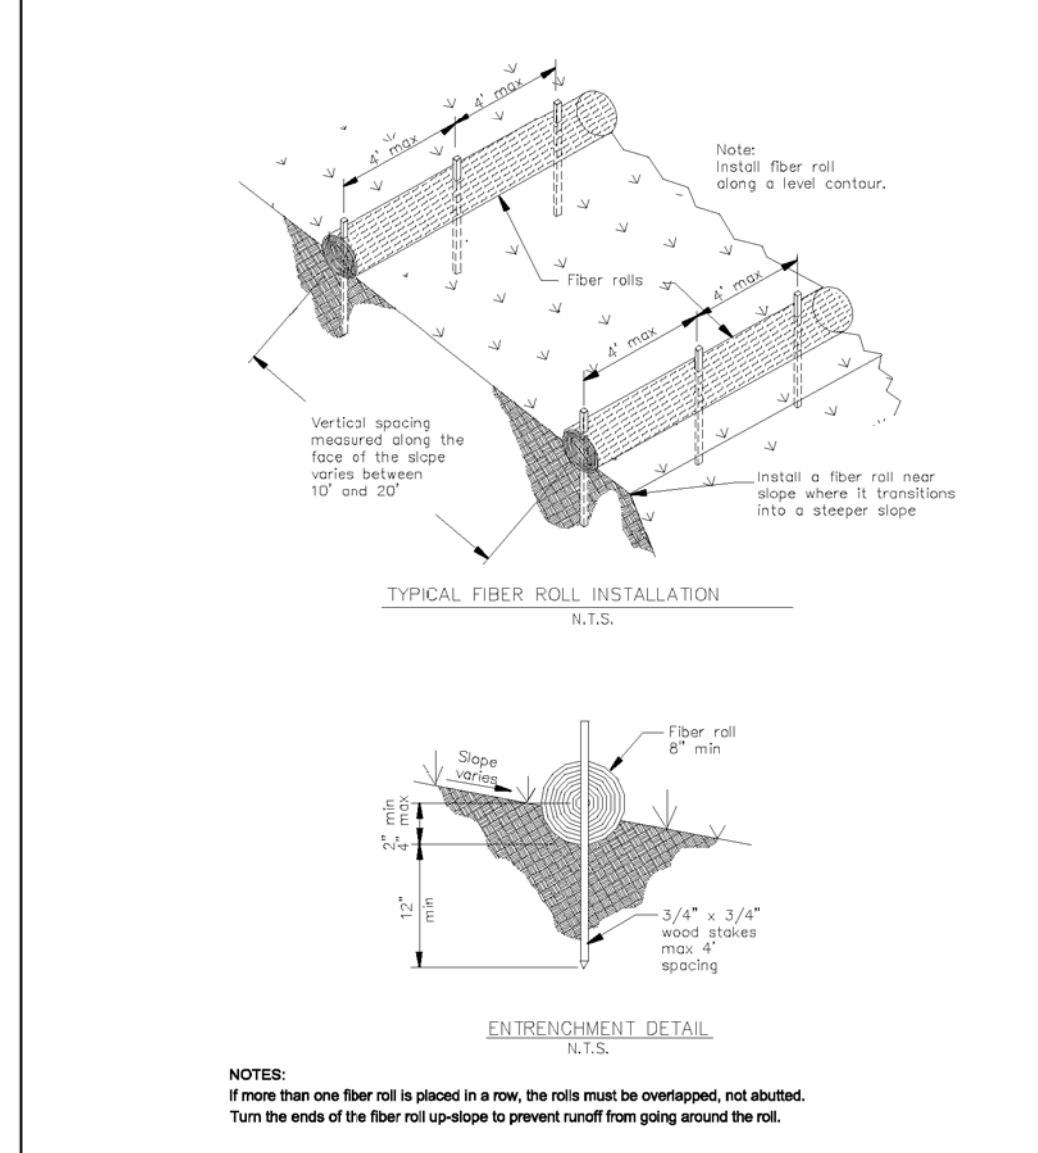 4' max
4' max
Note:
Install fiber roll
along a level contour.
Fiber rolls
4' max
4' max
Vertical spacing
measured along the
face of the slope
varies between
10' and 20'
Install a fiber roll near
slope where it transitions
into a steeper slope
TYPICAL FIBER ROLL INSTALLATION
N.T.S.
Fiber roll
8" min
Slope
varies
2" min
4" max
12"
min
3/4" x 3/4"
wood stakes
max 4'
spacing
ENTRENCHMENT DETAIL
N.T.S.
NOTES:
If more than one fiber roll is placed in a row, the rolls must be overlapped, not abutted.
Turn the ends of the fiber roll up-slope to prevent runoff from going around the roll.